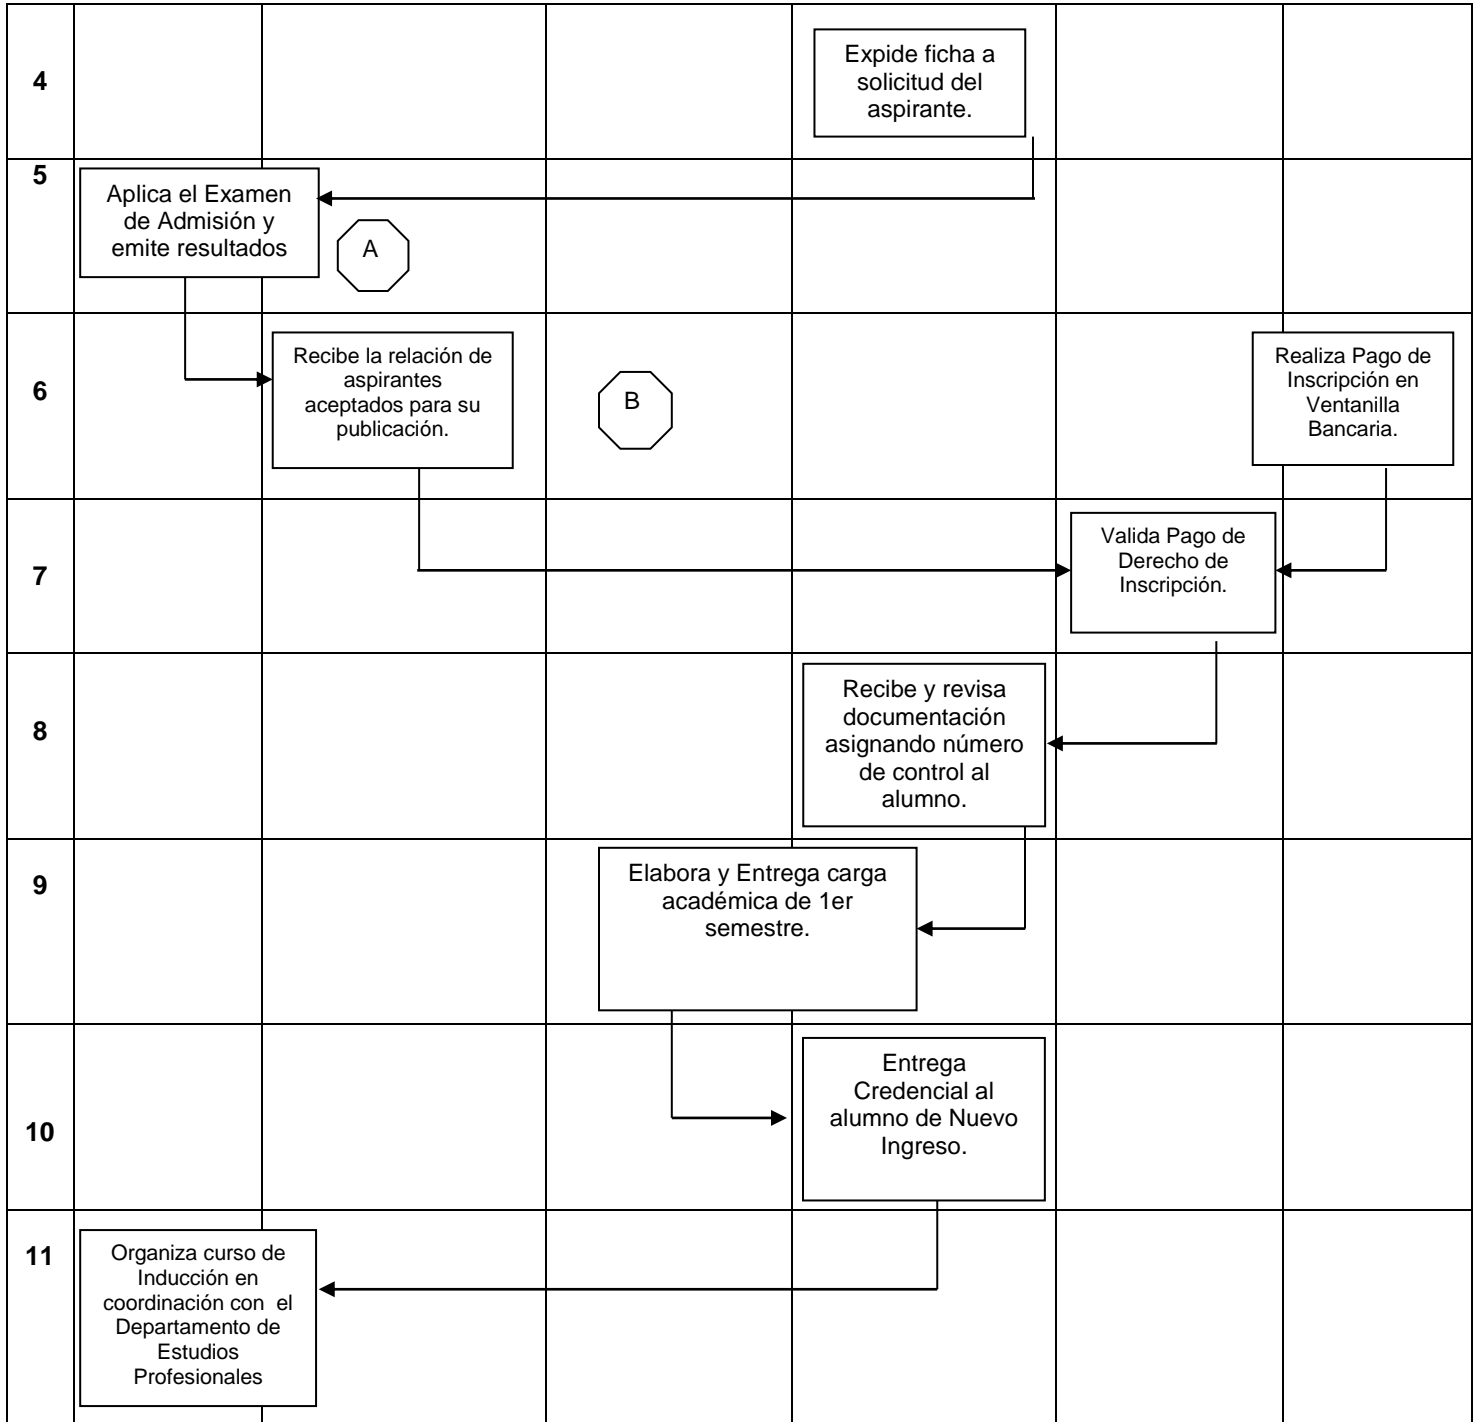 4
Expide ficha a
solicitud del
aspirante.
5
Aplica el Examen
de Admisión y
emite resultados
A
6
Recibe la relación de
aspirantes
aceptados para su
publicación.
B
Realiza Pago de
Inscripción en
Ventanilla
Bancaria.
7
Valida Pago de
Derecho de
Inscripción.
8
Recibe y revisa
documentación
asignando número
de control al
alumno.
9
Elabora y Entrega carga
académica de 1er
semestre.
10
Entrega
Credencial al
alumno de Nuevo
Ingreso.
11
Organiza curso de
Inducción en
coordinación con  el
Departamento de
Estudios
Profesionales